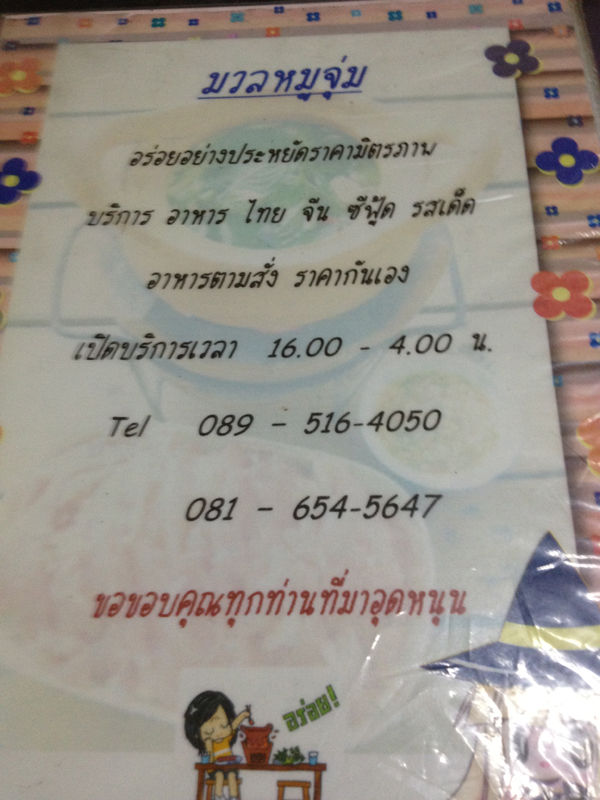 มวลหมูจุ่ม
อร่อยอย่างประหยัดราคามิตรภาพ
บริการ อาหาร ไทย จีน ซีฟู้ด รสเด็ด
อาหารตามสั่ง ราคากันเอง
เปิดบริการเวลา 16.00 - 4.00 น.
Tel 089 - 516-4050
081 - 654-5647
ขอขอบคุณทุกท่านที่มาอุดหนุน
อร่อย!